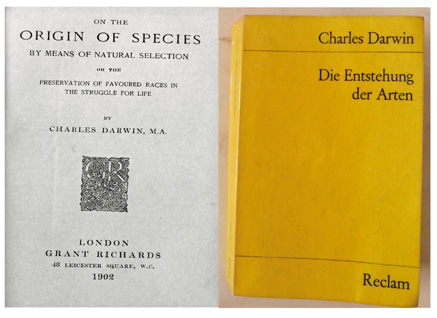 ON THE
ORIGIN OF SPECIES
BY MEANS OF NATURAL SELECTION
OR THE
PRESERVATION OF FAVOURED RACES IN
THE STRUGGLE FOR LIFE
BY
CHARLES DARWIN, M.A.
GR
LONDON
GRANT RICHARDS
48 LEICESTER SQUARE, W.C.
1902
Charles Darwin
Die Entstehung
der Arten
Reclam